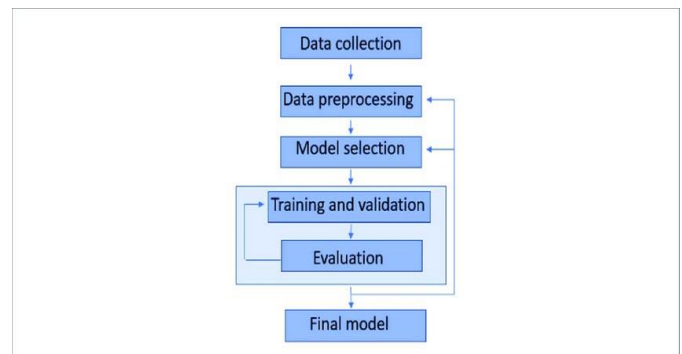 Data collection
Data preprocessing
Model selection
Training and validation
Evaluation
Final model